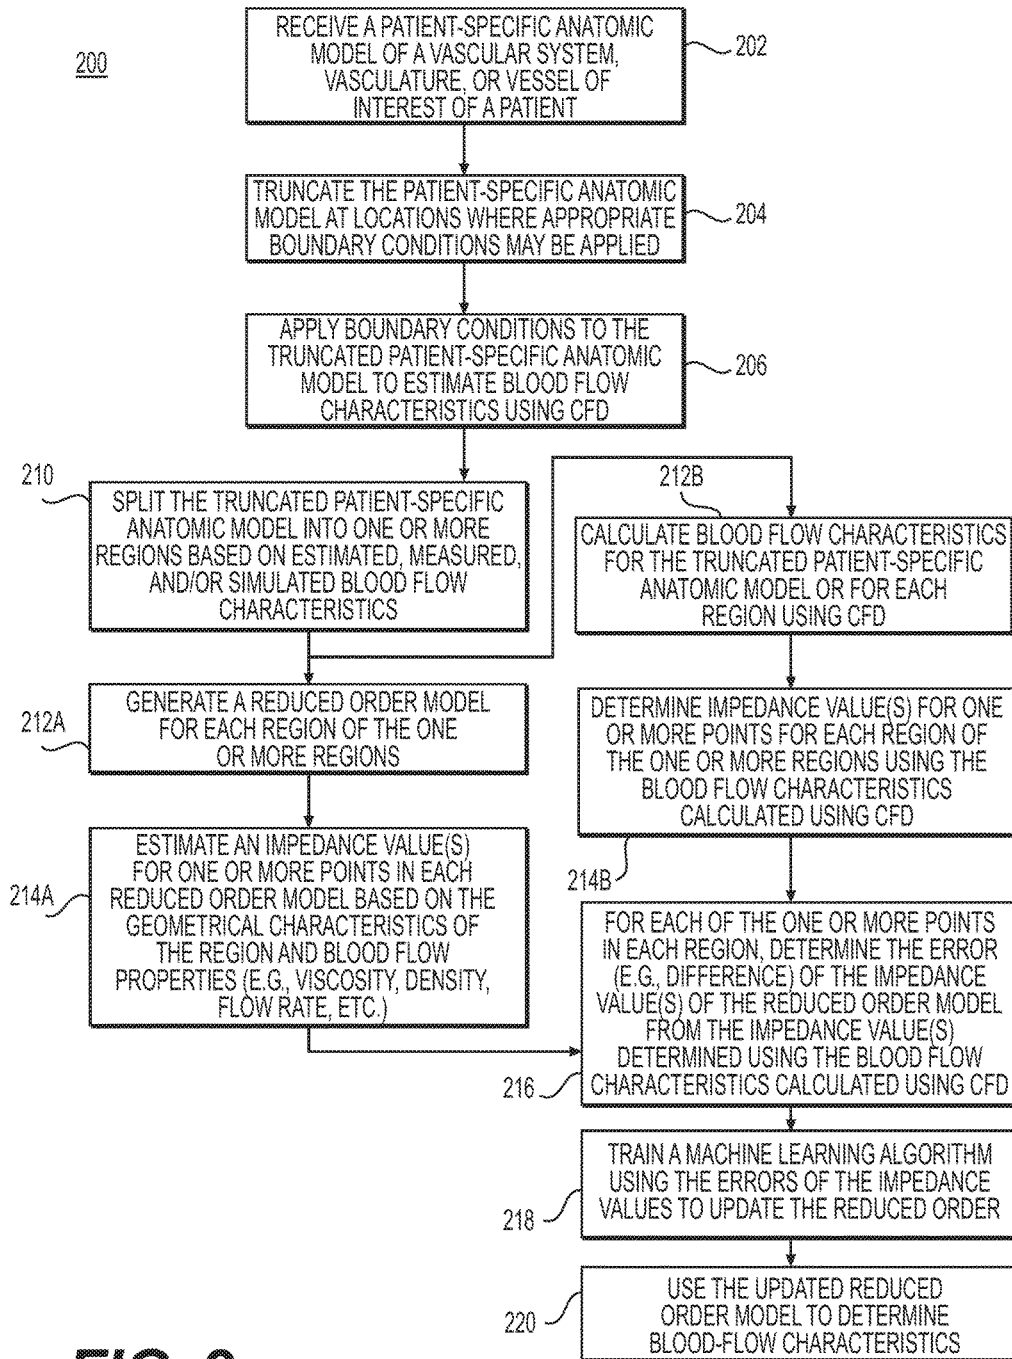 200
RECEIVE A PATIENT-SPECIFIC ANATOMIC
MODEL OF A VASCULAR SYSTEM,
VASCULATURE, OR VESSEL OF
INTEREST OF A PATIENT
202
TRUNCATE THE PATIENT-SPECIFIC ANATOMIC
MODEL AT LOCATIONS WHERE APPROPRIATE
BOUNDARY CONDITIONS MAY BE APPLIED
204
APPLY BOUNDARY CONDITIONS TO THE
TRUNCATED PATIENT-SPECIFIC ANATOMIC
MODEL TO ESTIMATE BLOOD FLOW
CHARACTERISTICS USING CFD
206
210
SPLIT THE TRUNCATED PATIENT-SPECIFIC
ANATOMIC MODEL INTO ONE OR MORE
REGIONS BASED ON ESTIMATED, MEASURED,
AND/OR SIMULATED BLOOD FLOW
CHARACTERISTICS
212A
GENERATE A REDUCED ORDER MODEL
FOR EACH REGION OF THE ONE
OR MORE REGIONS
214A
ESTIMATE AN IMPEDANCE VALUE(S)
FOR ONE OR MORE POINTS IN EACH
REDUCED ORDER MODEL BASED ON THE
GEOMETRICAL CHARACTERISTICS OF
THE REGION AND BLOOD FLOW
PROPERTIES (E.G., VISCOSITY, DENSITY,
FLOW RATE, ETC.)
212B
CALCULATE BLOOD FLOW CHARACTERISTICS
FOR THE TRUNCATED PATIENT-SPECIFIC
ANATOMIC MODEL OR FOR EACH
REGION USING CFD
DETERMINE IMPEDANCE VALUE(S) FOR ONE
OR MORE POINTS FOR EACH REGION OF
THE ONE OR MORE REGIONS USING THE
BLOOD FLOW CHARACTERISTICS
CALCULATED USING CFD
214B
FOR EACH OF THE ONE OR MORE POINTS
IN EACH REGION, DETERMINE THE ERROR
(E.G., DIFFERENCE) OF THE IMPEDANCE
VALUE(S) OF THE REDUCED ORDER MODEL
FROM THE IMPEDANCE VALUE(S)
DETERMINED USING THE BLOOD FLOW
CHARACTERISTICS CALCULATED USING CFD
216
TRAIN A MACHINE LEARNING ALGORITHM
USING THE ERRORS OF THE IMPEDANCE
VALUES TO UPDATE THE REDUCED ORDER
218
USE THE UPDATED REDUCED
ORDER MODEL TO DETERMINE
BLOOD-FLOW CHARACTERISTICS
220